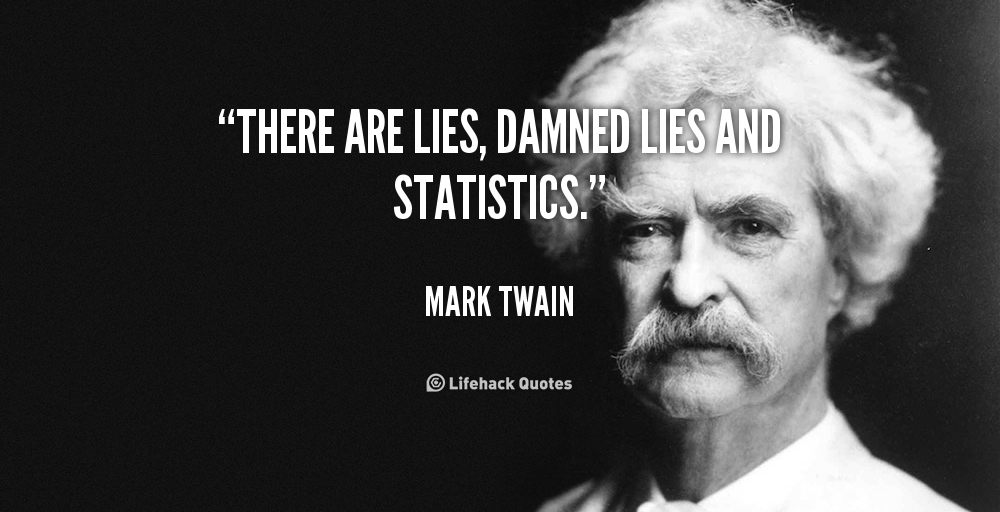 “THERE ARE LIES, DAMNED LIES AND
STATISTICS.”
MARK TWAIN
Lifehack Quotes